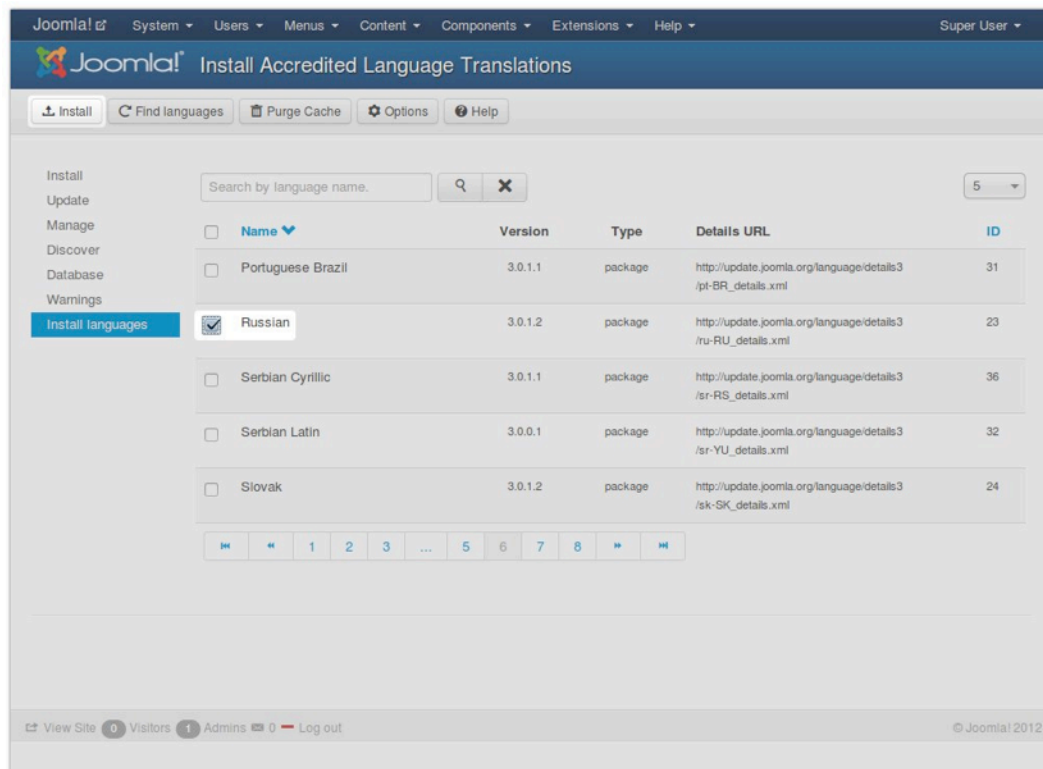 Joomla! System Users Menus Content Components Extensions Help Super User
Joomla!® Install Accredited Language Translations
Install Find languages Purge Cache Options Help
Install
Update
Manage
Discover
Database
Warnings
Install languages
Search by language name. 5
Name Version Type Details URL ID
Portuguese Brazil 3.0.1.1 package http://update.joomla.org/language/details3 31
/pt-BR_details.xml
Russian 3.0.1.2 package http://update.joomla.org/language/details3 23
/ru-RU_details.xml
Serbian Cyrillic 3.0.1.1 package http://update.joomla.org/language/details3 36
/sr-RS_details.xml
Serbian Latin 3.0.0.1 package http://update.joomla.org/language/details3 32
/sr-YU_details.xml
Slovak 3.0.1.2 package http://update.joomla.org/language/details3 24
/sk-SK_details.xml
1 2 3 ... 5 6 7 8
View Site 0 Visitors 1 Admins 0 Log out © Joomla! 2012